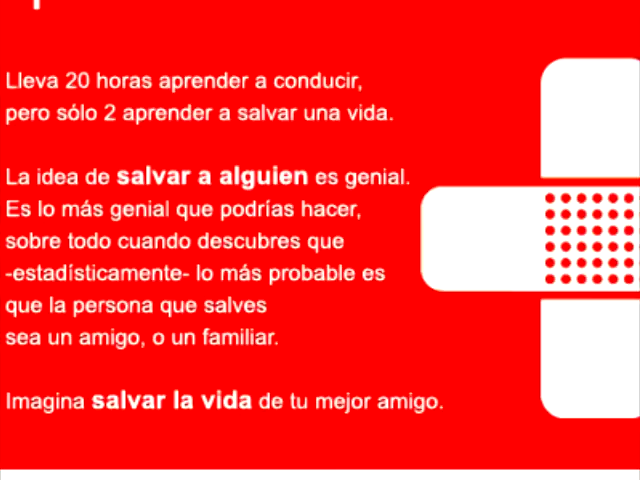 Lleva 20 horas aprender a conducir,
pero sólo 2 aprender a salvar una vida.
La idea de salvar a alguien es genial.
Es lo más genial que podrías hacer,
sobre todo cuando descubres que
-estadísticamente- lo más probable es
que la persona que salves
sea un amigo, o un familiar.
Imagina salvar la vida de tu mejor amigo.